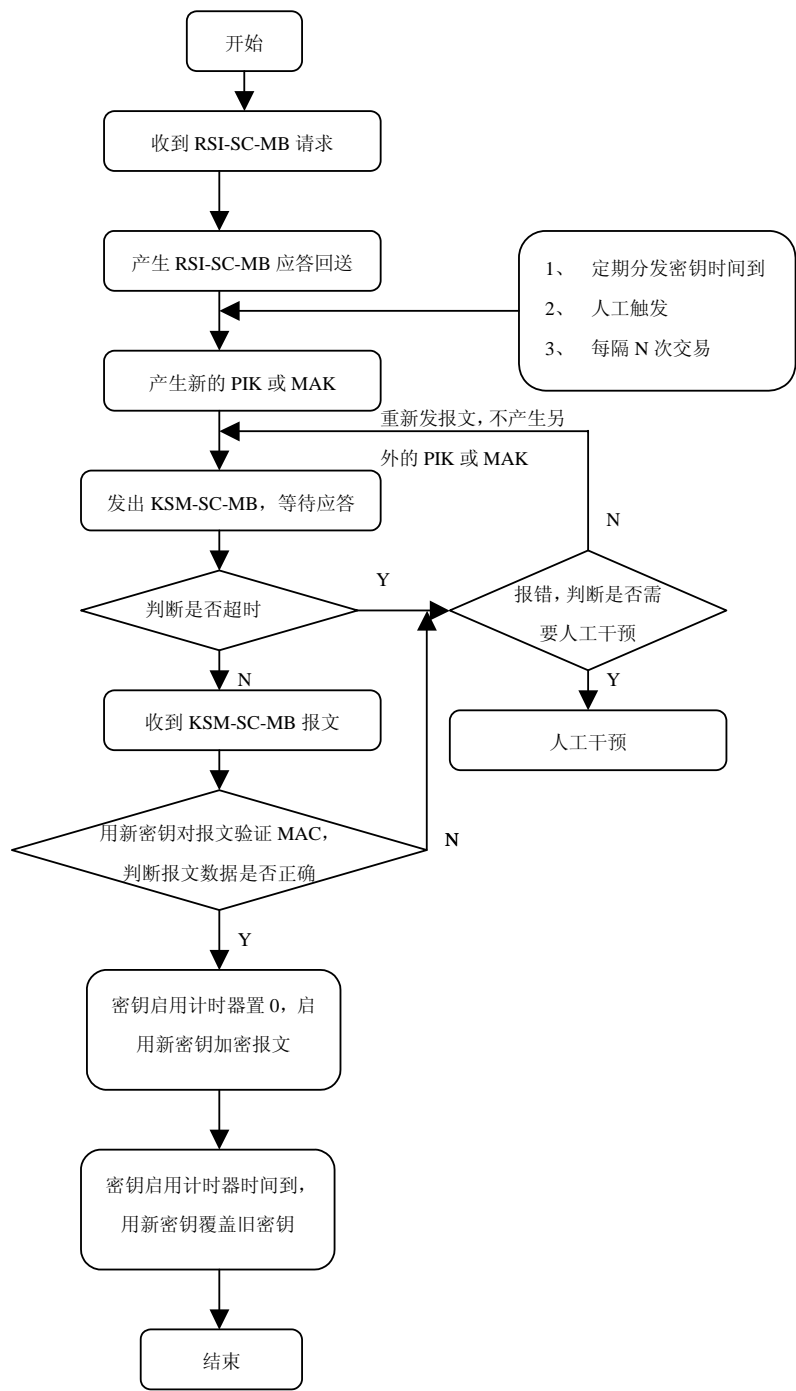 开始
收到 RSI-SC-MB 请求
产生 RSI-SC-MB 应答回送
1、 定期分发密钥时间到
2、 人工触发
3、 每隔 N 次交易
产生新的 PIK 或 MAK
重新发报文，不产生另
外的 PIK 或 MAK
发出 KSM-SC-MB，等待应答
N
Y
判断是否超时
报错，判断是否需
要人工干预
N
Y
收到 KSM-SC-MB 报文
人工干预
用新密钥对报文验证 MAC，
判断报文数据是否正确
N
Y
密钥启用计时器置 0，启
用新密钥加密报文
密钥启用计时器时间到，
用新密钥覆盖旧密钥
结束